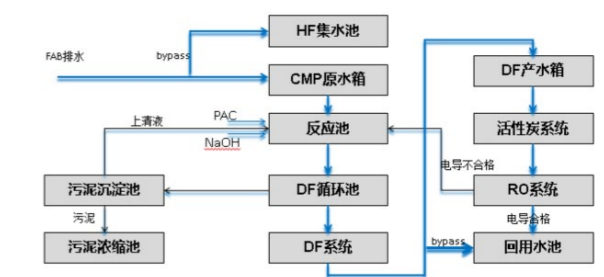 HF集水池
FAB排水
bypass
CMP原水箱
DF产水箱
上清液
PAC
NaOH
反应池
活性炭系统
电导不合格
污泥沉淀池
DF循环池
RO系统
污泥
电导合格
污泥浓缩池
DF系统
bypass
回用水池